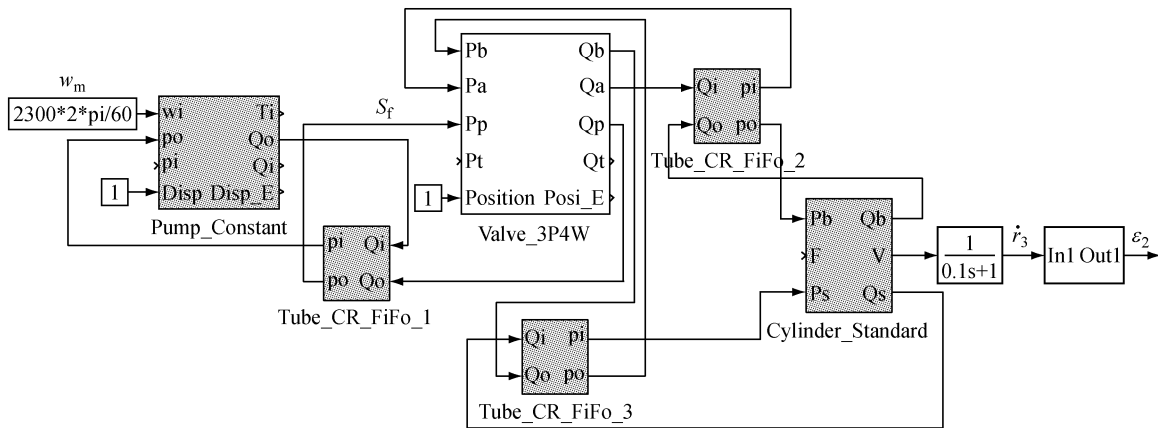 w_m
2300*2*pi/60
wi Ti
po Qo
pi Qi
1
Disp Disp_E
Pump_Constant
S_f
Pb Qb
Pa Qa
Pp Qp
Pt Qt
1
Position Posi_E
Valve_3P4W
Qi pi
Qo po
Tube_CR_FiFo_2
pi Qi
po Qo
Tube_CR_FiFo_1
Pb Qb
F V
Ps Qs
Cylinder_Standard
1
0.1s+1
ṙ_3
In1 Out1
ε_2
Qi pi
Qo po
Tube_CR_FiFo_3